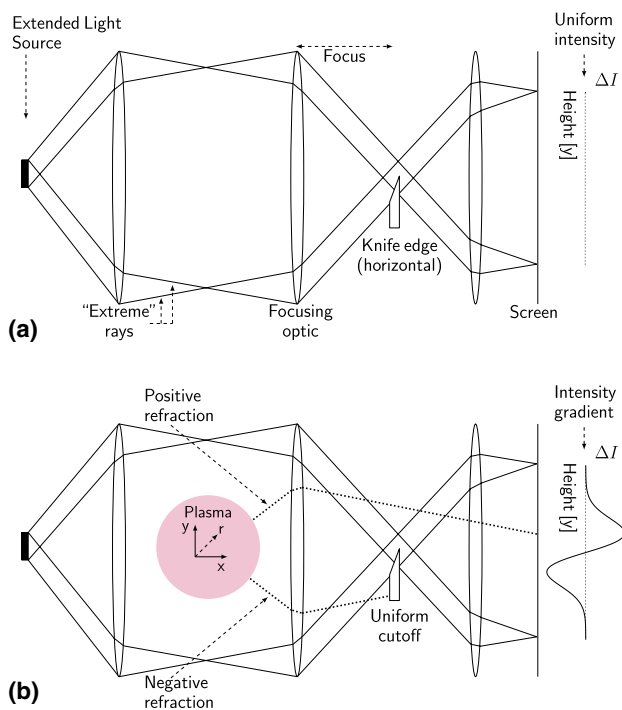 Extended Light
Source
Focus
Uniform
intensity
ΔI
Height [y]
Knife edge
(horizontal)
"Extreme"
rays
Focusing
optic
Screen
(a)
Positive
refraction
Intensity
gradient
ΔI
Height [y]
Plasma
y
r
x
Uniform
cutoff
Negative
refraction
(b)